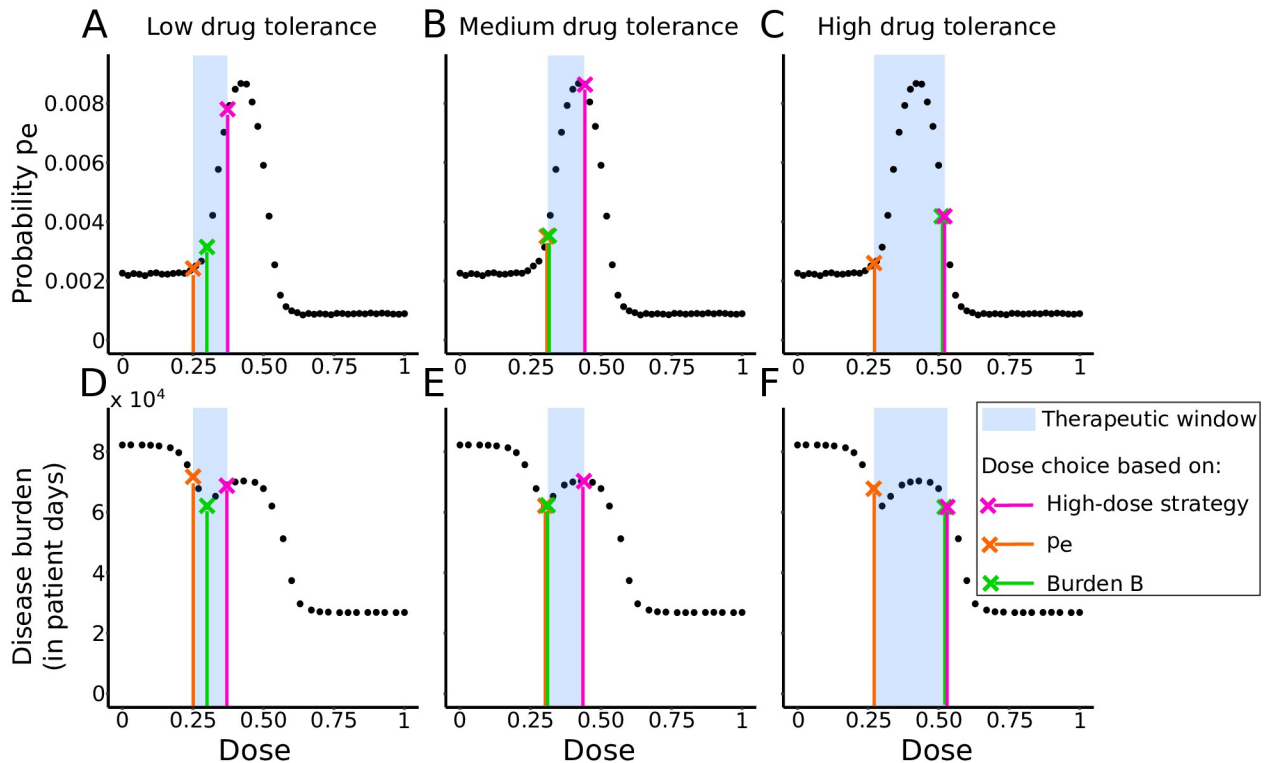 A Low drug tolerance
B Medium drug tolerance
C High drug tolerance
Probability pe
0.008
0.006
0.004
0.002
0
0 0.25 0.50 0.75 1
0 0.25 0.50 0.75 1
0 0.25 0.50 0.75 1
D
E
F
x 10⁴
Disease burden
(in patient days)
8
6
4
2
0
0 0.25 0.50 0.75 1
0 0.25 0.50 0.75 1
0 0.25 0.50 0.75 1
Dose
Dose
Dose
Therapeutic window
Dose choice based on:
High-dose strategy
pe
Burden B